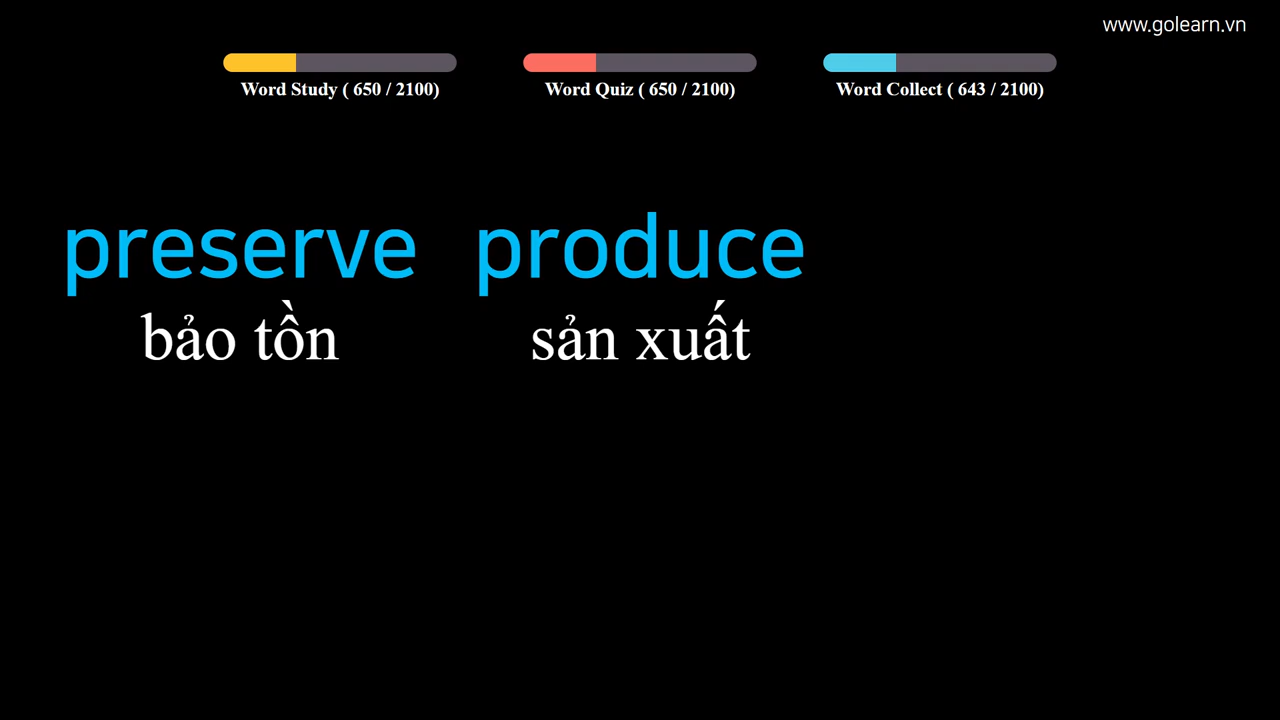 www.golearn.vn
Word Study ( 650 / 2100)
Word Quiz ( 650 / 2100)
Word Collect ( 643 / 2100)
preserve produce
bảo tồn sản xuất